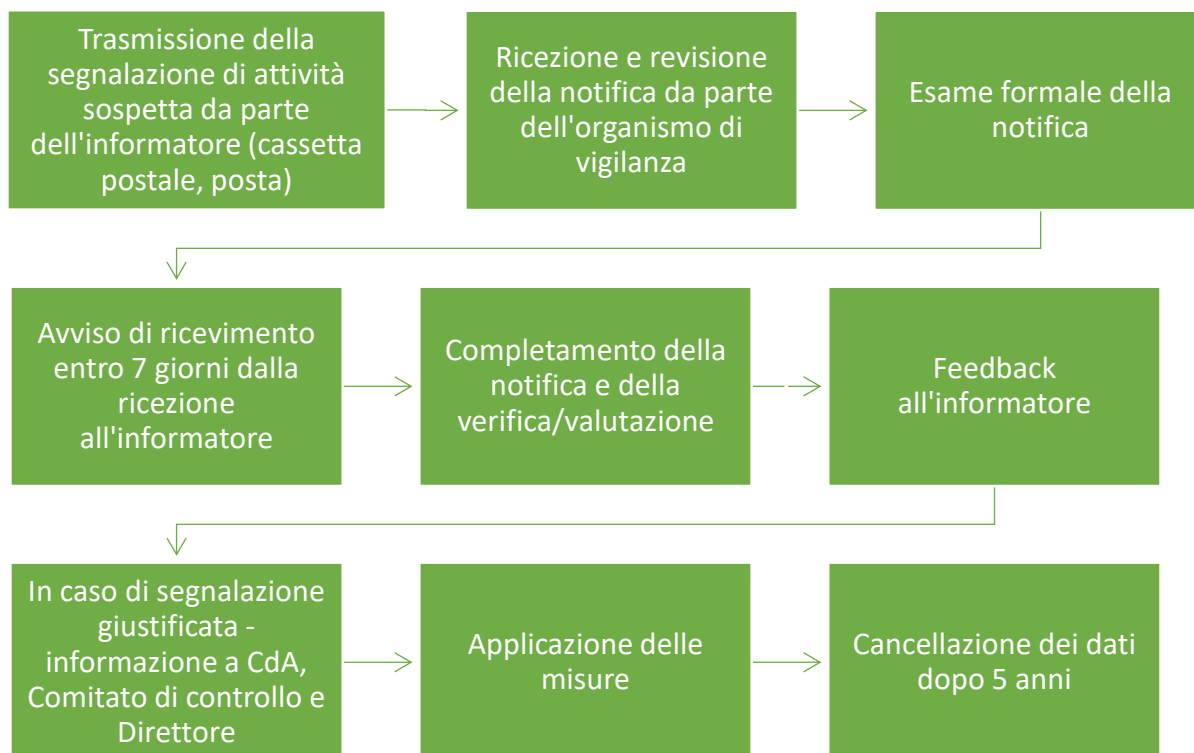 Trasmissione della
segnalazione di attività
sospetta da parte
dell'informatore (cassetta
postale, posta)
Ricezione e revisione
della notifica da parte
dell'organismo di
vigilanza
Esame formale della
notifica
Avviso di ricevimento
entro 7 giorni dalla
ricezione
all'informatore
Completamento della
notifica e della
verifica/valutazione
Feedback
all'informatore
In caso di segnalazione
giustificata -
informazione a CdA,
Comitato di controllo e
Direttore
Applicazione delle
misure
Cancellazione dei dati
dopo 5 anni